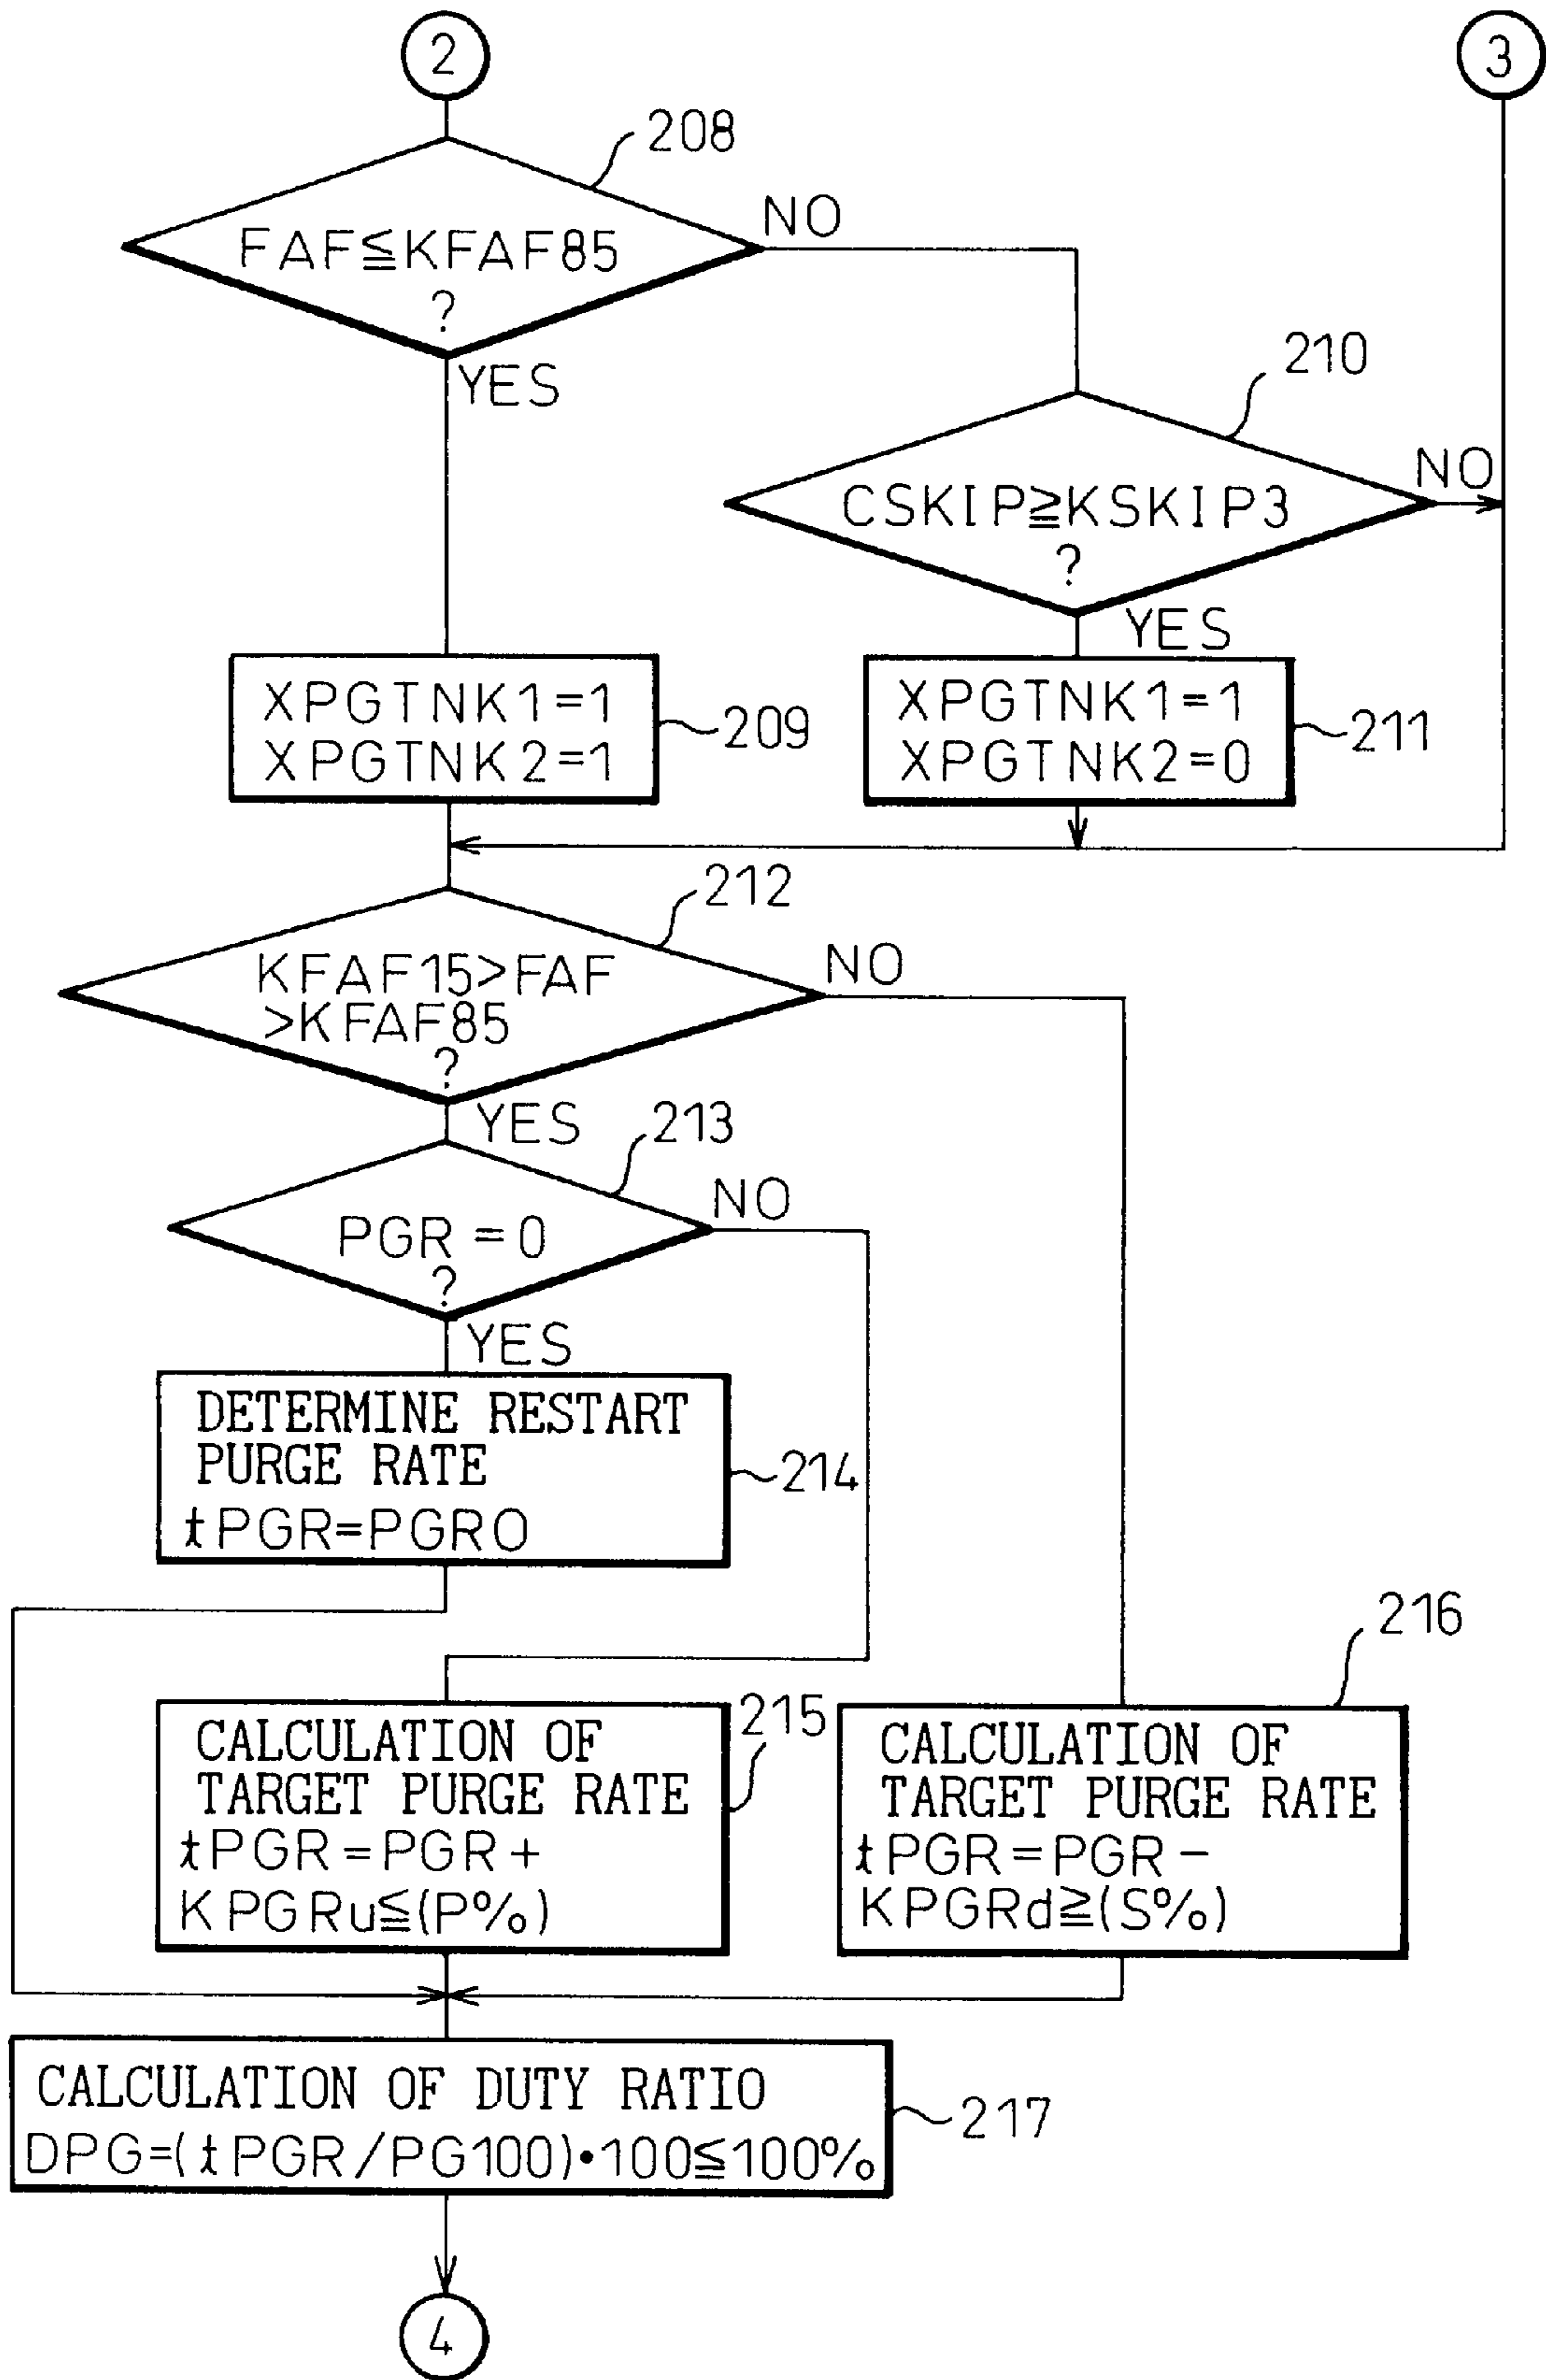 2
3
208
FAF≦KFAF85
?
NO
YES
210
CSKIP≧KSKIP3
?
NO
YES
XPGTNK1=1
XPGTNK2=1
209
XPGTNK1=1
XPGTNK2=0
211
212
KFAF15>FAF
>KFAF85
?
NO
YES
213
PGR=0
?
NO
YES
DETERMINE RESTART
PURGE RATE
tPGR=PGR0
214
215
CALCULATION OF
TARGET PURGE RATE
tPGR=PGR+
KPGRu≦(P%)
216
CALCULATION OF
TARGET PURGE RATE
tPGR=PGR-
KPGRd≧(S%)
CALCULATION OF DUTY RATIO
DPG=(tPGR/PG100)•100≦100%
217
4